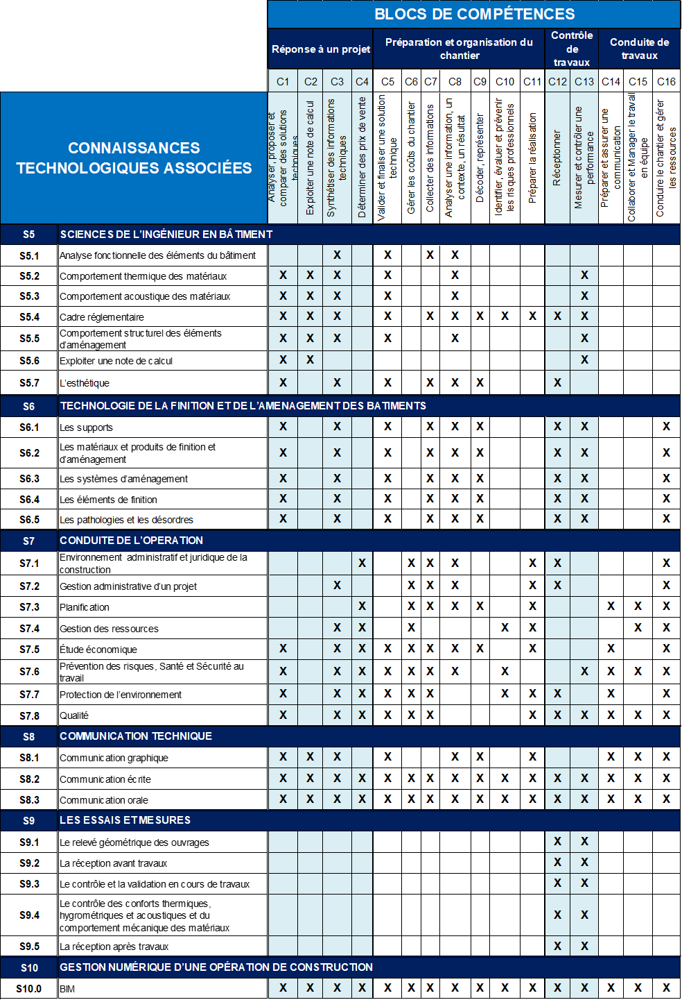 BLOCS DE COMPÉTENCES
Réponse à un projet
Préparation et organisation du
chantier
Contrôle
de
travaux
Conduite de
travaux
C1 C2 C3 C4 C5 C6 C7 C8 C9 C10 C11 C12 C13 C14 C15 C16
CONNAISSANCES
TECHNOLOGIQUES ASSOCIÉES
Analyser, proposer et
comparer des solutions
techniques
Exploiter une note de calcul
Synthétiser des informations
techniques
Déterminer des prix de vente
Valider et finaliser une solution
technique
Gérer les coûts du chantier
Collecter des informations
Analyser une information, un
contexte, un résultat
Décoder, représenter
Identifier, évaluer et prévenir
les risques professionnels
Préparer la réalisation
Réceptionner
Mesurer et contrôler une
performance
Préparer et assurer une
communication
Collaborer et Manager le travail
en équipe
Conduire le chantier et gérer
les ressources
S5 SCIENCES DE L'INGÉNIEUR EN BÂTIMENT
S5.1 Analyse fonctionnelle des éléments du bâtiment X X X X
S5.2 Comportement thermique des matériaux X X X X X X
S5.3 Comportement acoustique des matériaux X X X X X X
S5.4 Cadre réglementaire X X X X X X X X X X X
S5.5 Comportement structurel des éléments
d'aménagement X X X X X X
S5.6 Exploiter une note de calcul X X X
S5.7 L'esthétique X X X X X X X
S6 TECHNOLOGIE DE LA FINITION ET DE L'AMENAGEMENT DES BATIMENTS
S6.1 Les supports X X X X X X X X X
S6.2 Les matériaux et produits de finition et
d'aménagement X X X X X X X X X
S6.3 Les systèmes d'aménagement X X X X X X X X X
S6.4 Les éléments de finition X X X X X X X X X
S6.5 Les pathologies et les désordres X X X X X X X X X
S7 CONDUITE DE L'OPERATION
S7.1 Environnement administratif et juridique de la
construction X X X X X X X
S7.2 Gestion administrative d'un projet X X X X X X X
S7.3 Planification X X X X X X X X X
S7.4 Gestion des ressources X X X X X X X
S7.5 Étude économique X X X X X X X X X X X
S7.6 Prévention des risques, Santé et Sécurité au
travail X X X X X X X X X X X X
S7.7 Protection de l'environnement X X X X X X X X X X X
S7.8 Qualité X X X X X X X X X X X X
S8 COMMUNICATION TECHNIQUE
S8.1 Communication graphique X X X X X X X X X X
S8.2 Communication écrite X X X X X X X X X X X X X X X X
S8.3 Communication orale X X X X X X X X X X X X X X X X
S9 LES ESSAIS ET MESURES
S9.1 Le relevé géométrique des ouvrages X X
S9.2 La réception avant travaux X X
S9.3 Le contrôle et la validation en cours de travaux X X
S9.4 Le contrôle des conforts thermiques,
hygrométriques et acoustiques et du
comportement mécanique des matériaux X X
S9.5 La réception après travaux X X
S10 GESTION NUMÉRIQUE D'UNE OPÉRATION DE CONSTRUCTION
S10.0 BIM X X X X X X X X X X X X X X X X